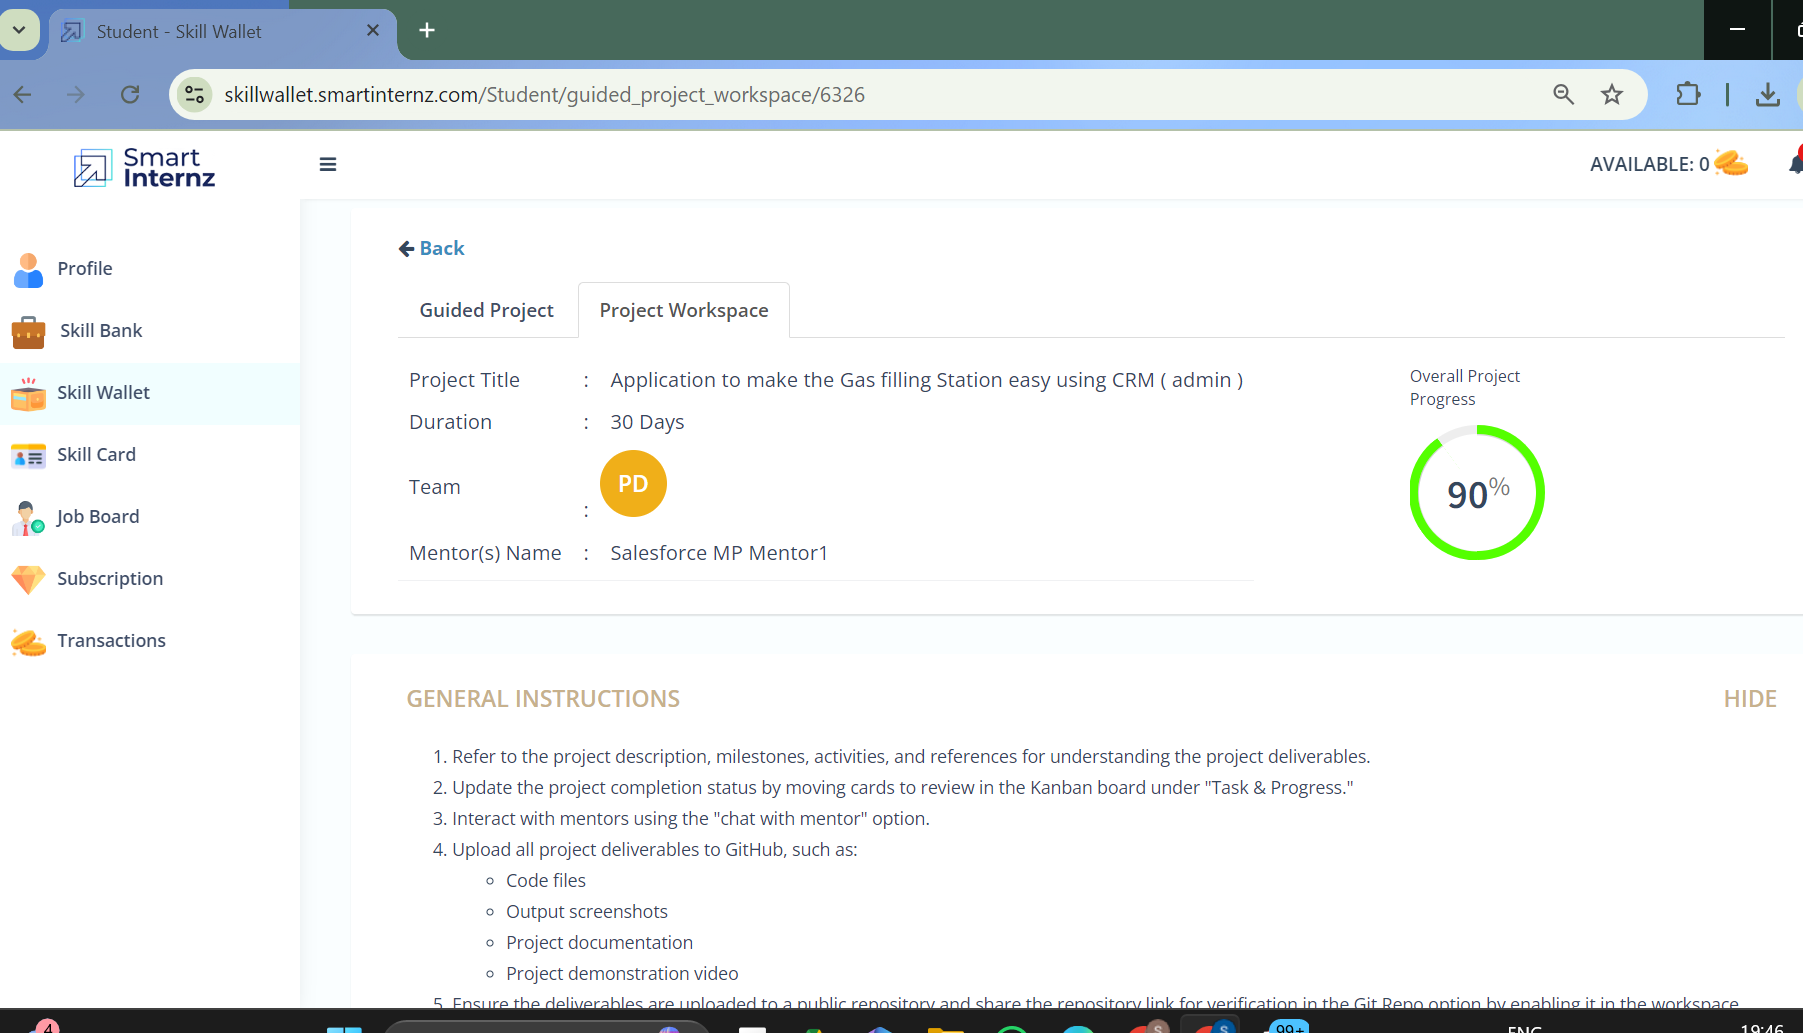 Student - Skill Wallet
skillwallet.smartinternz.com/Student/guided_project_workspace/6326
Smart
Internz
AVAILABLE: 0
Back
Profile
Guided Project
Project Workspace
Skill Bank
Project Title : Application to make the Gas filling Station easy using CRM ( admin )
Overall Project
Progress
Skill Wallet
Duration : 30 Days
Skill Card
PD
Team :
90%
Job Board
Mentor(s) Name : Salesforce MP Mentor1
Subscription
Transactions
GENERAL INSTRUCTIONS
HIDE
1. Refer to the project description, milestones, activities, and references for understanding the project deliverables.
2. Update the project completion status by moving cards to review in the Kanban board under "Task & Progress."
3. Interact with mentors using the "chat with mentor" option.
4. Upload all project deliverables to GitHub, such as:
Code files
Output screenshots
Project documentation
Project demonstration video
5. Ensure the deliverables are uploaded to a public repository and share the repository link for verification in the Git Repo option by enabling it in the workspace
4
S
S
99+
ENG
19:46